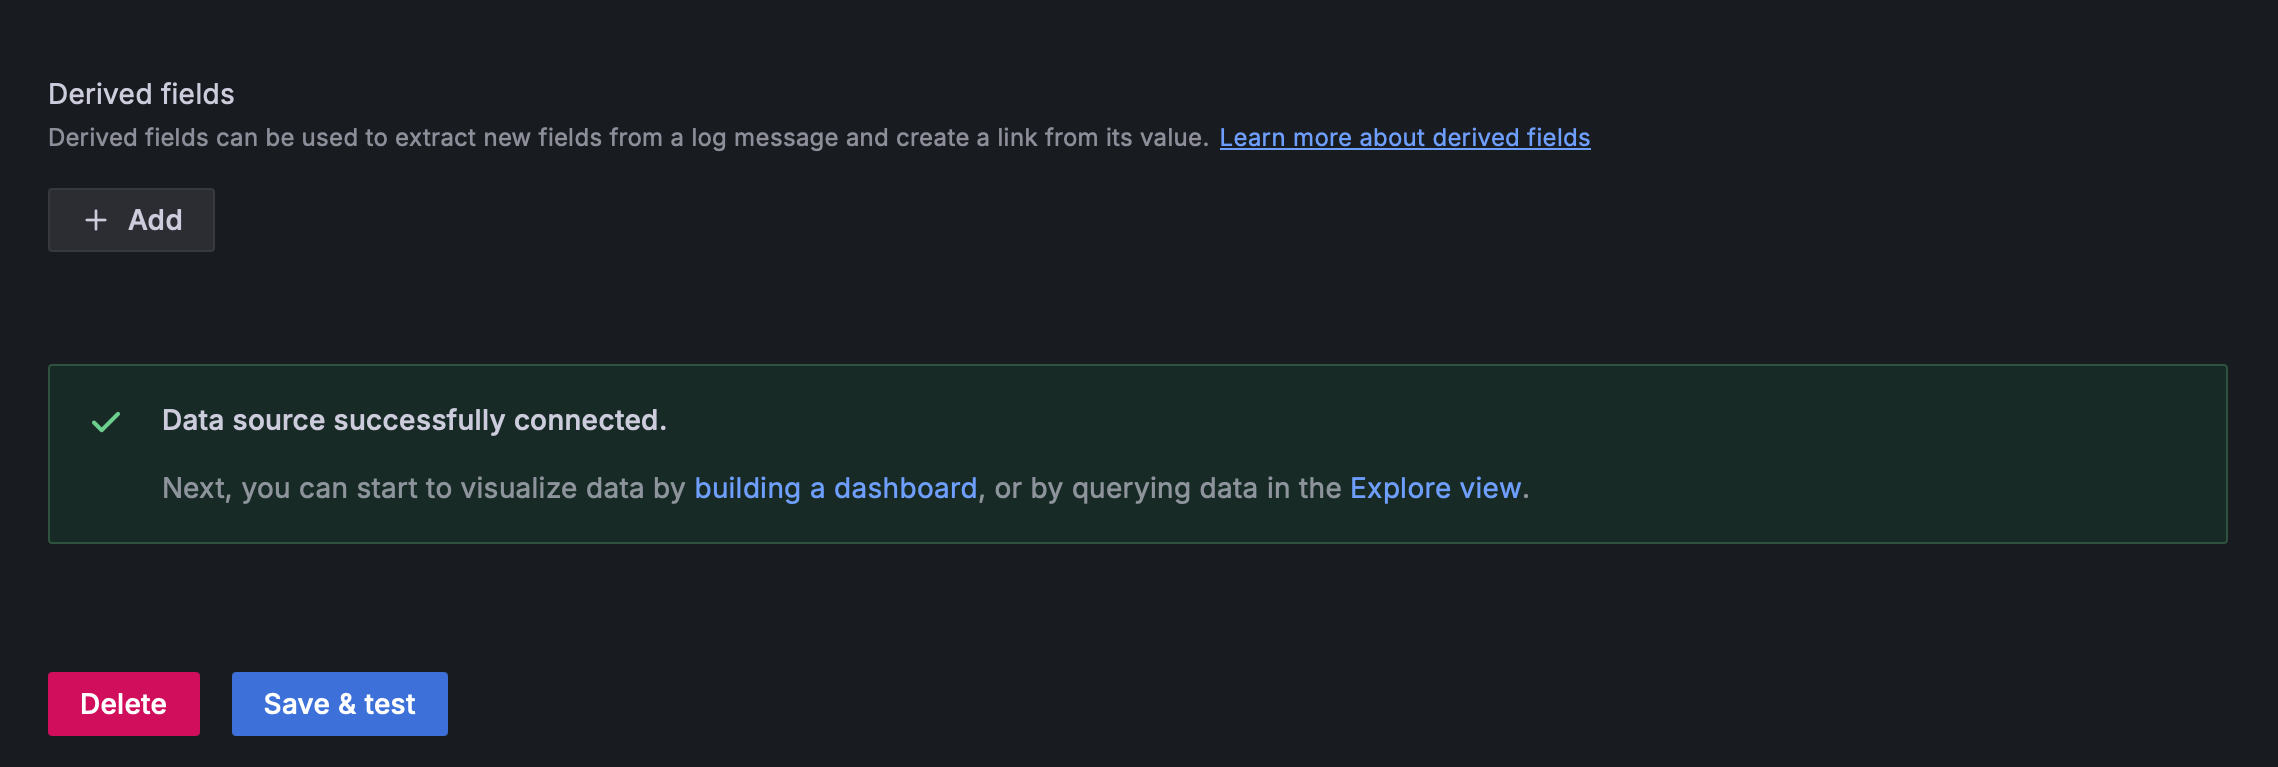 Derived fields
Derived fields can be used to extract new fields from a log message and create a link from its value. Learn more about derived fields
+ Add
Data source successfully connected.
Next, you can start to visualize data by building a dashboard, or by querying data in the Explore view.
Delete Save & test